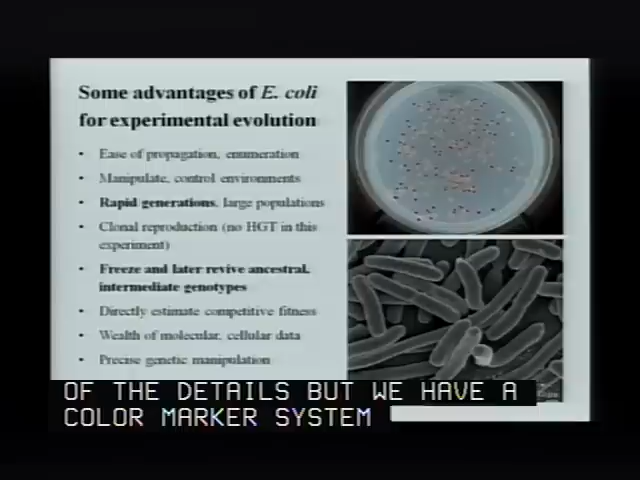 Some advantages of E. coli
for experimental evolution
• Ease of propagation, enumeration
• Manipulate, control environments
• Rapid generations, large populations
• Clonal reproduction (no HGT in this
experiment)
• Freeze and later revive ancestral,
intermediate genotypes
• Directly estimate competitive fitness
• Wealth of molecular, cellular data
• Precise genetic manipulation
OF THE DETAILS BUT WE HAVE A
COLOR MARKER SYSTEM